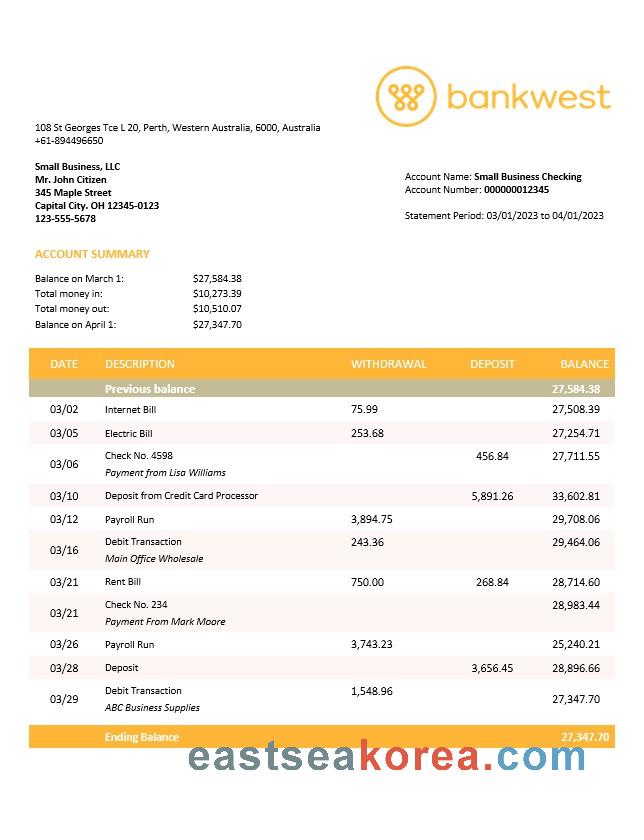 bankwest
108 St Georges Tce L 20, Perth, Western Australia, 6000, Australia
+61-894496650
Small Business, LLC
Mr. John Citizen
345 Maple Street
Capital City. OH 12345-0123
123-555-5678
Account Name: Small Business Checking
Account Number: 000000012345
Statement Period: 03/01/2023 to 04/01/2023
ACCOUNT SUMMARY
Balance on March 1: $27,584.38
Total money in: $10,273.39
Total money out: $10,510.07
Balance on April 1: $27,347.70
DATE DESCRIPTION WITHDRAWAL DEPOSIT BALANCE
Previous balance 27,584.38
03/02 Internet Bill 75.99 27,508.39
03/05 Electric Bill 253.68 27,254.71
03/06 Check No. 4598 456.84 27,711.55
Payment from Lisa Williams
03/10 Deposit from Credit Card Processor 5,891.26 33,602.81
03/12 Payroll Run 3,894.75 29,708.06
03/16 Debit Transaction 243.36 29,464.06
Main Office Wholesale
03/21 Rent Bill 750.00 268.84 28,714.60
03/21 Check No. 234 28,983.44
Payment From Mark Moore
03/26 Payroll Run 3,743.23 25,240.21
03/28 Deposit 3,656.45 28,896.66
03/29 Debit Transaction 1,548.96 27,347.70
ABC Business Supplies
Ending Balance 27,347.70
eastseakorea.com